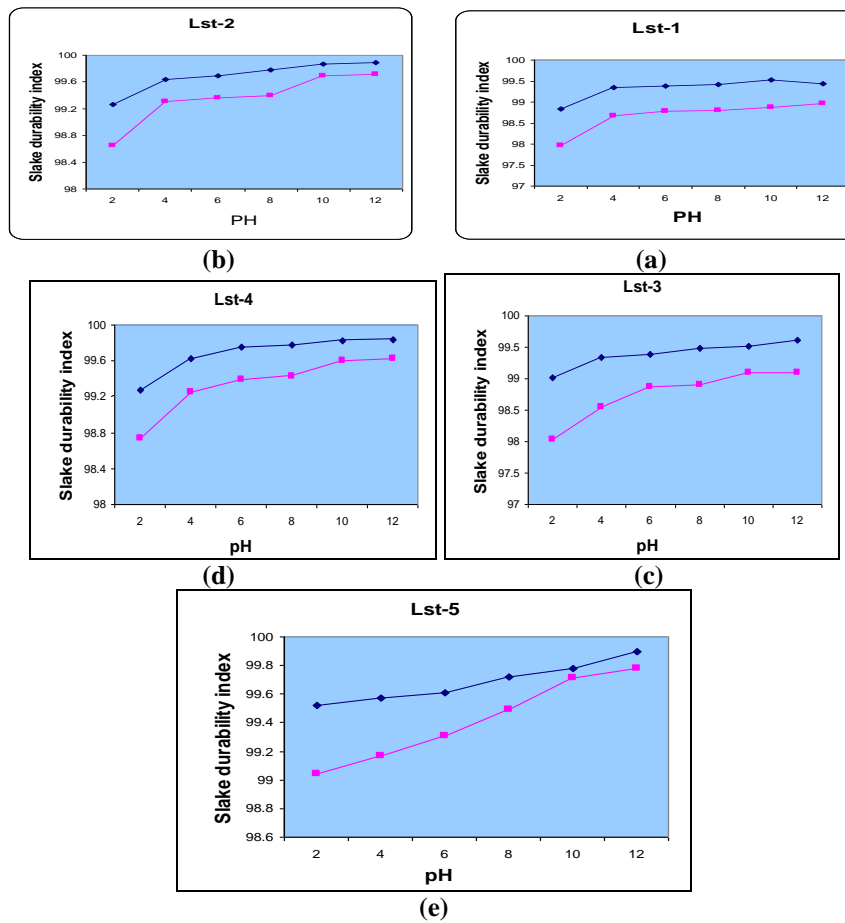 Lst-2
Slake durability index
100
99.6
99.2
98.8
98.4
98
2 4 6 8 10 12
PH
(b)
Lst-1
Slake durability index
100
99.5
99
98.5
98
97.5
97
2 4 6 8 10 12
PH
(a)
Lst-4
Slake durability index
100
99.6
99.2
98.8
98.4
98
2 4 6 8 10 12
pH
(d)
Lst-3
Slake durability index
100
99.5
99
98.5
98
97.5
97
2 4 6 8 10 12
pH
(c)
Lst-5
Slake durability index
100
99.8
99.6
99.4
99.2
99
98.8
98.6
2 4 6 8 10 12
pH
(e)